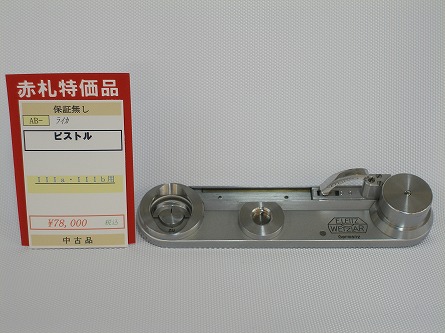 赤札特価品
保証無し
AB-
ライカ
ピストル
IIIa・IIIb用
¥78,000 税込
中古品
E. LEITZ
WETZLAR
Germany